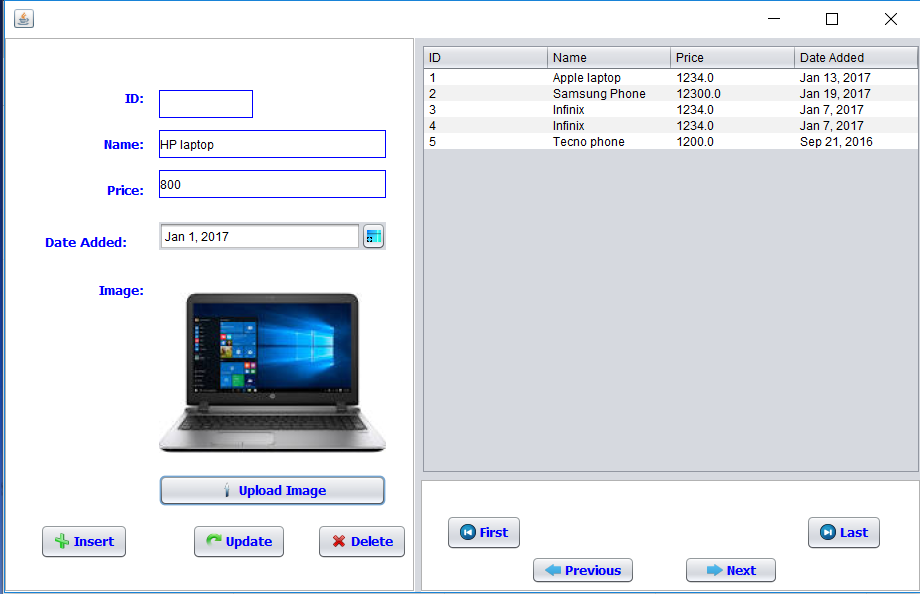 ID:
Name: HP laptop
Price: 800
Date Added: Jan 1, 2017
Image:
Upload Image
Insert Update Delete
ID Name Price Date Added
1 Apple laptop 1234.0 Jan 13, 2017
2 Samsung Phone 12300.0 Jan 19, 2017
3 Infinix 1234.0 Jan 7, 2017
4 Infinix 1234.0 Jan 7, 2017
5 Tecno phone 1200.0 Sep 21, 2016
First Last
Previous Next